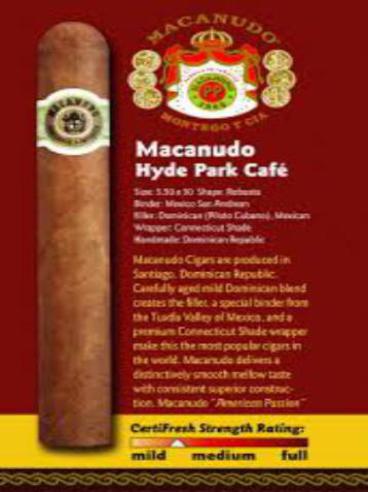 MACANUDO
MONTEGO Y CIA
MACANUDO
Macanudo
Hyde Park Café
Size: 5.50 x 50 Shape: Robusto
Binder: Mexico San Andrean
Filler: Dominican (Piloto Cubano), Mexican
Wrapper: Connecticut Shade
Handmade: Dominican Republic
Macanudo Cigars are produced in
Santiago, Dominican Republic.
Carefully aged mild Dominican blend
creates the filler, a special binder from
the Tuxtla Valley of Mexico, and a
premium Connecticut Shade wrapper
make this the most popular cigars in
the world. Macanudo delivers a
distinctively smooth mellow taste
with consistent superior construc-
tion. Macanudo "American Passion"
CertiFresh Strength Rating:
mild medium full